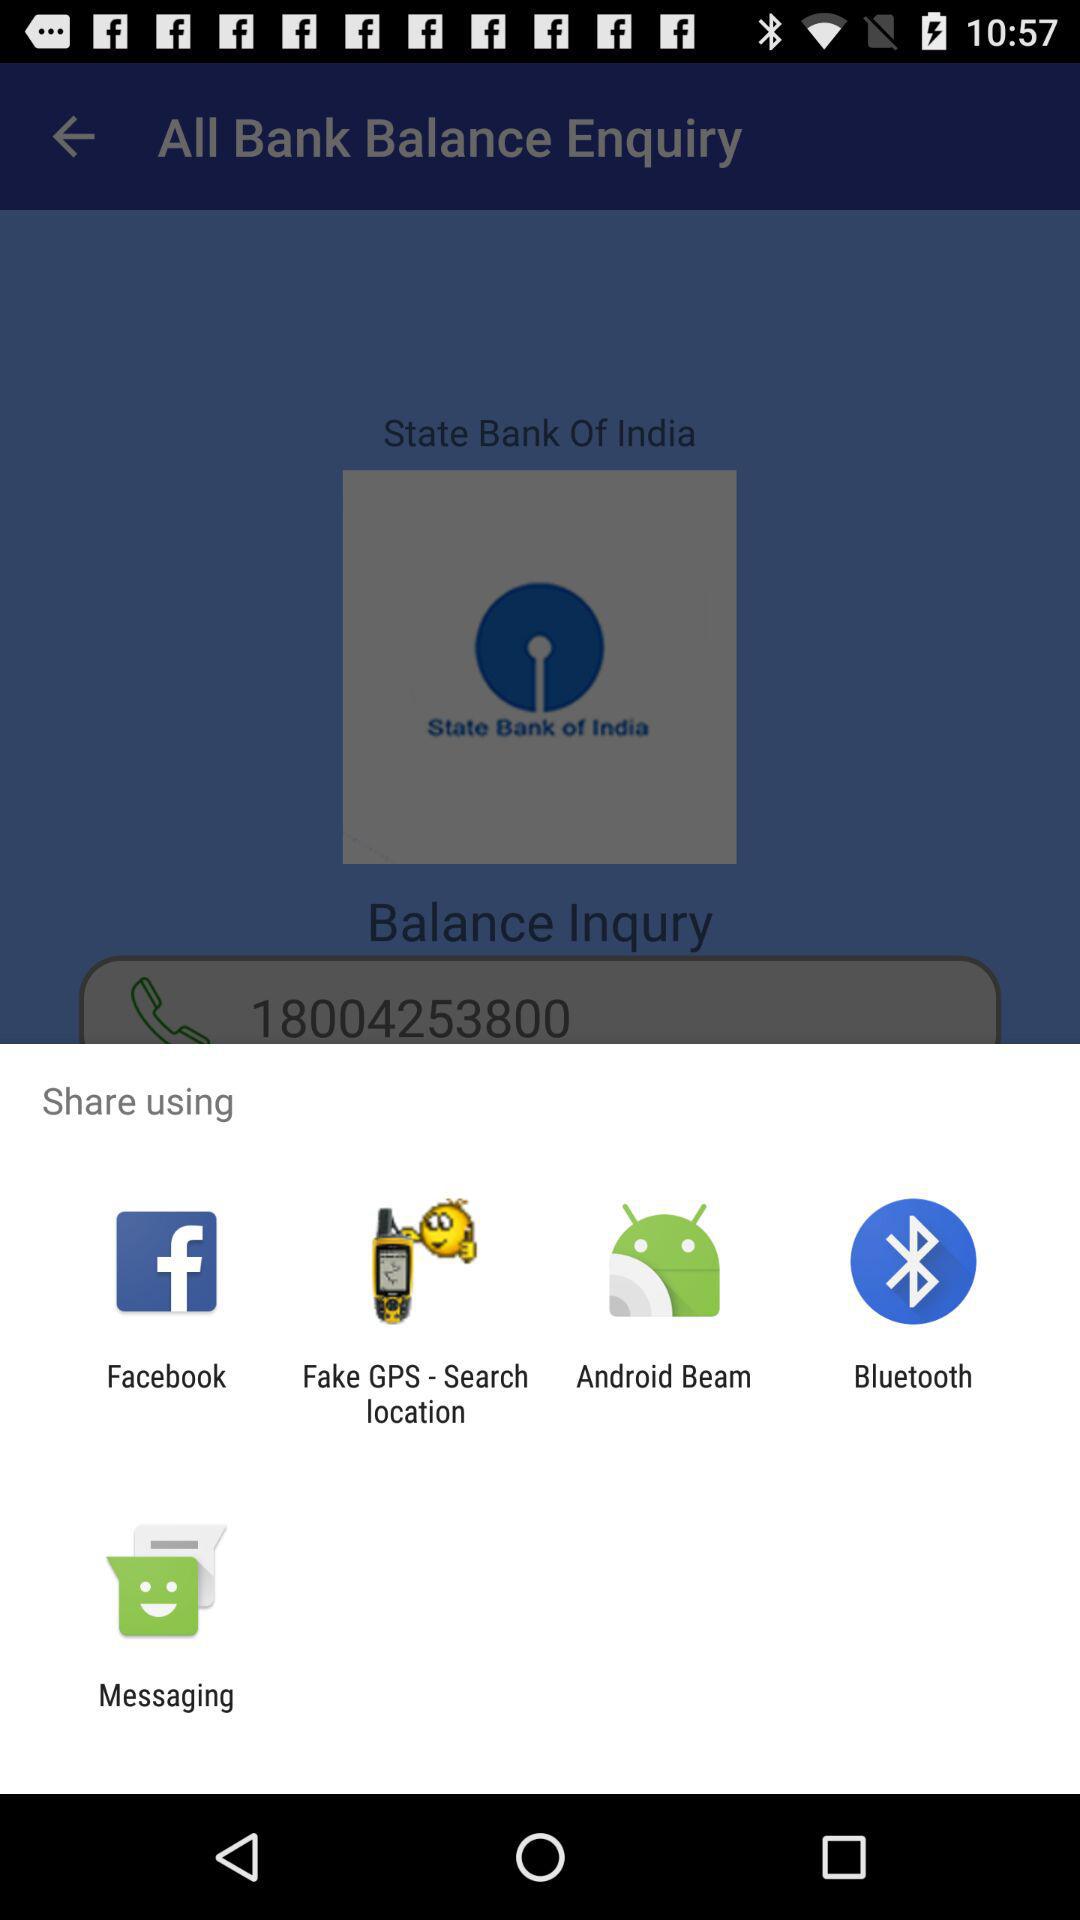 10:57
All Bank Balance Enquiry
State Bank Of India
State Bank of India
Balance Inqury
18004253800
Share using
Facebook
Fake GPS - Search
location
Android Beam
Bluetooth
Messaging